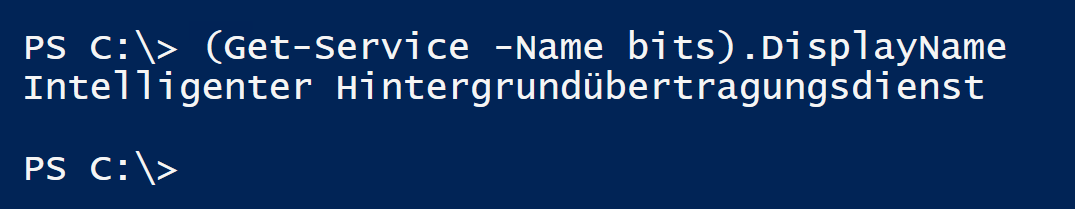 PS C:\> (Get-Service -Name bits).DisplayName
Intelligenter Hintergrundübertragungsdienst
PS C:\>